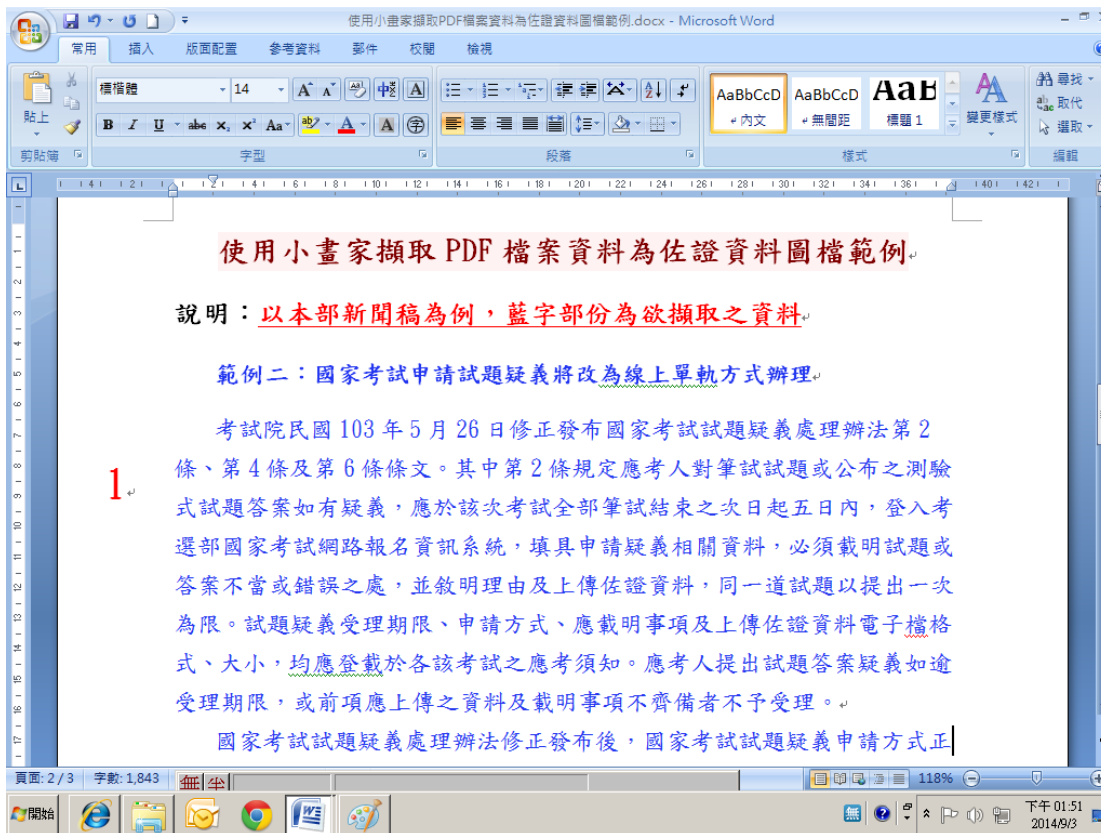 使用小畫家擷取PDF檔案資料為佐證資料圖檔範例.docx - Microsoft Word
常用 插入 版面配置 參考資料 郵件 校閱 檢視
貼上 標楷體 14 AaBbCcD AaBbCcD AaB 變更樣式 尋找 取代 選取
內文 無間距 標題 1
剪貼簿 字型 段落 樣式 編輯
使用小畫家擷取 PDF 檔案資料為佐證資料圖檔範例
說明：以本部新聞稿為例，藍字部份為欲擷取之資料
範例二：國家考試申請試題疑義將改為線上單軌方式辦理
考試院民國 103 年 5 月 26 日修正發布國家考試試題疑義處理辦法第 2
條、第 4 條及第 6 條條文。其中第 2 條規定應考人對筆試試題或公布之測驗
1
式試題答案如有疑義，應於該次考試全部筆試結束之次日起五日內，登入考
選部國家考試網路報名資訊系統，填具申請疑義相關資料，必須載明試題或
答案不當或錯誤之處，並敘明理由及上傳佐證資料，同一道試題以提出一次
為限。試題疑義受理期限、申請方式、應載明事項及上傳佐證資料電子檔格
式、大小，均應登載於各該考試之應考須知。應考人提出試題答案疑義如逾
受理期限，或前項應上傳之資料及載明事項不齊備者不予受理。
國家考試試題疑義處理辦法修正發布後，國家考試試題疑義申請方式正
頁面: 2 / 3 字數: 1,843 無 半 118%
開始 下午 01:51
2014/9/3